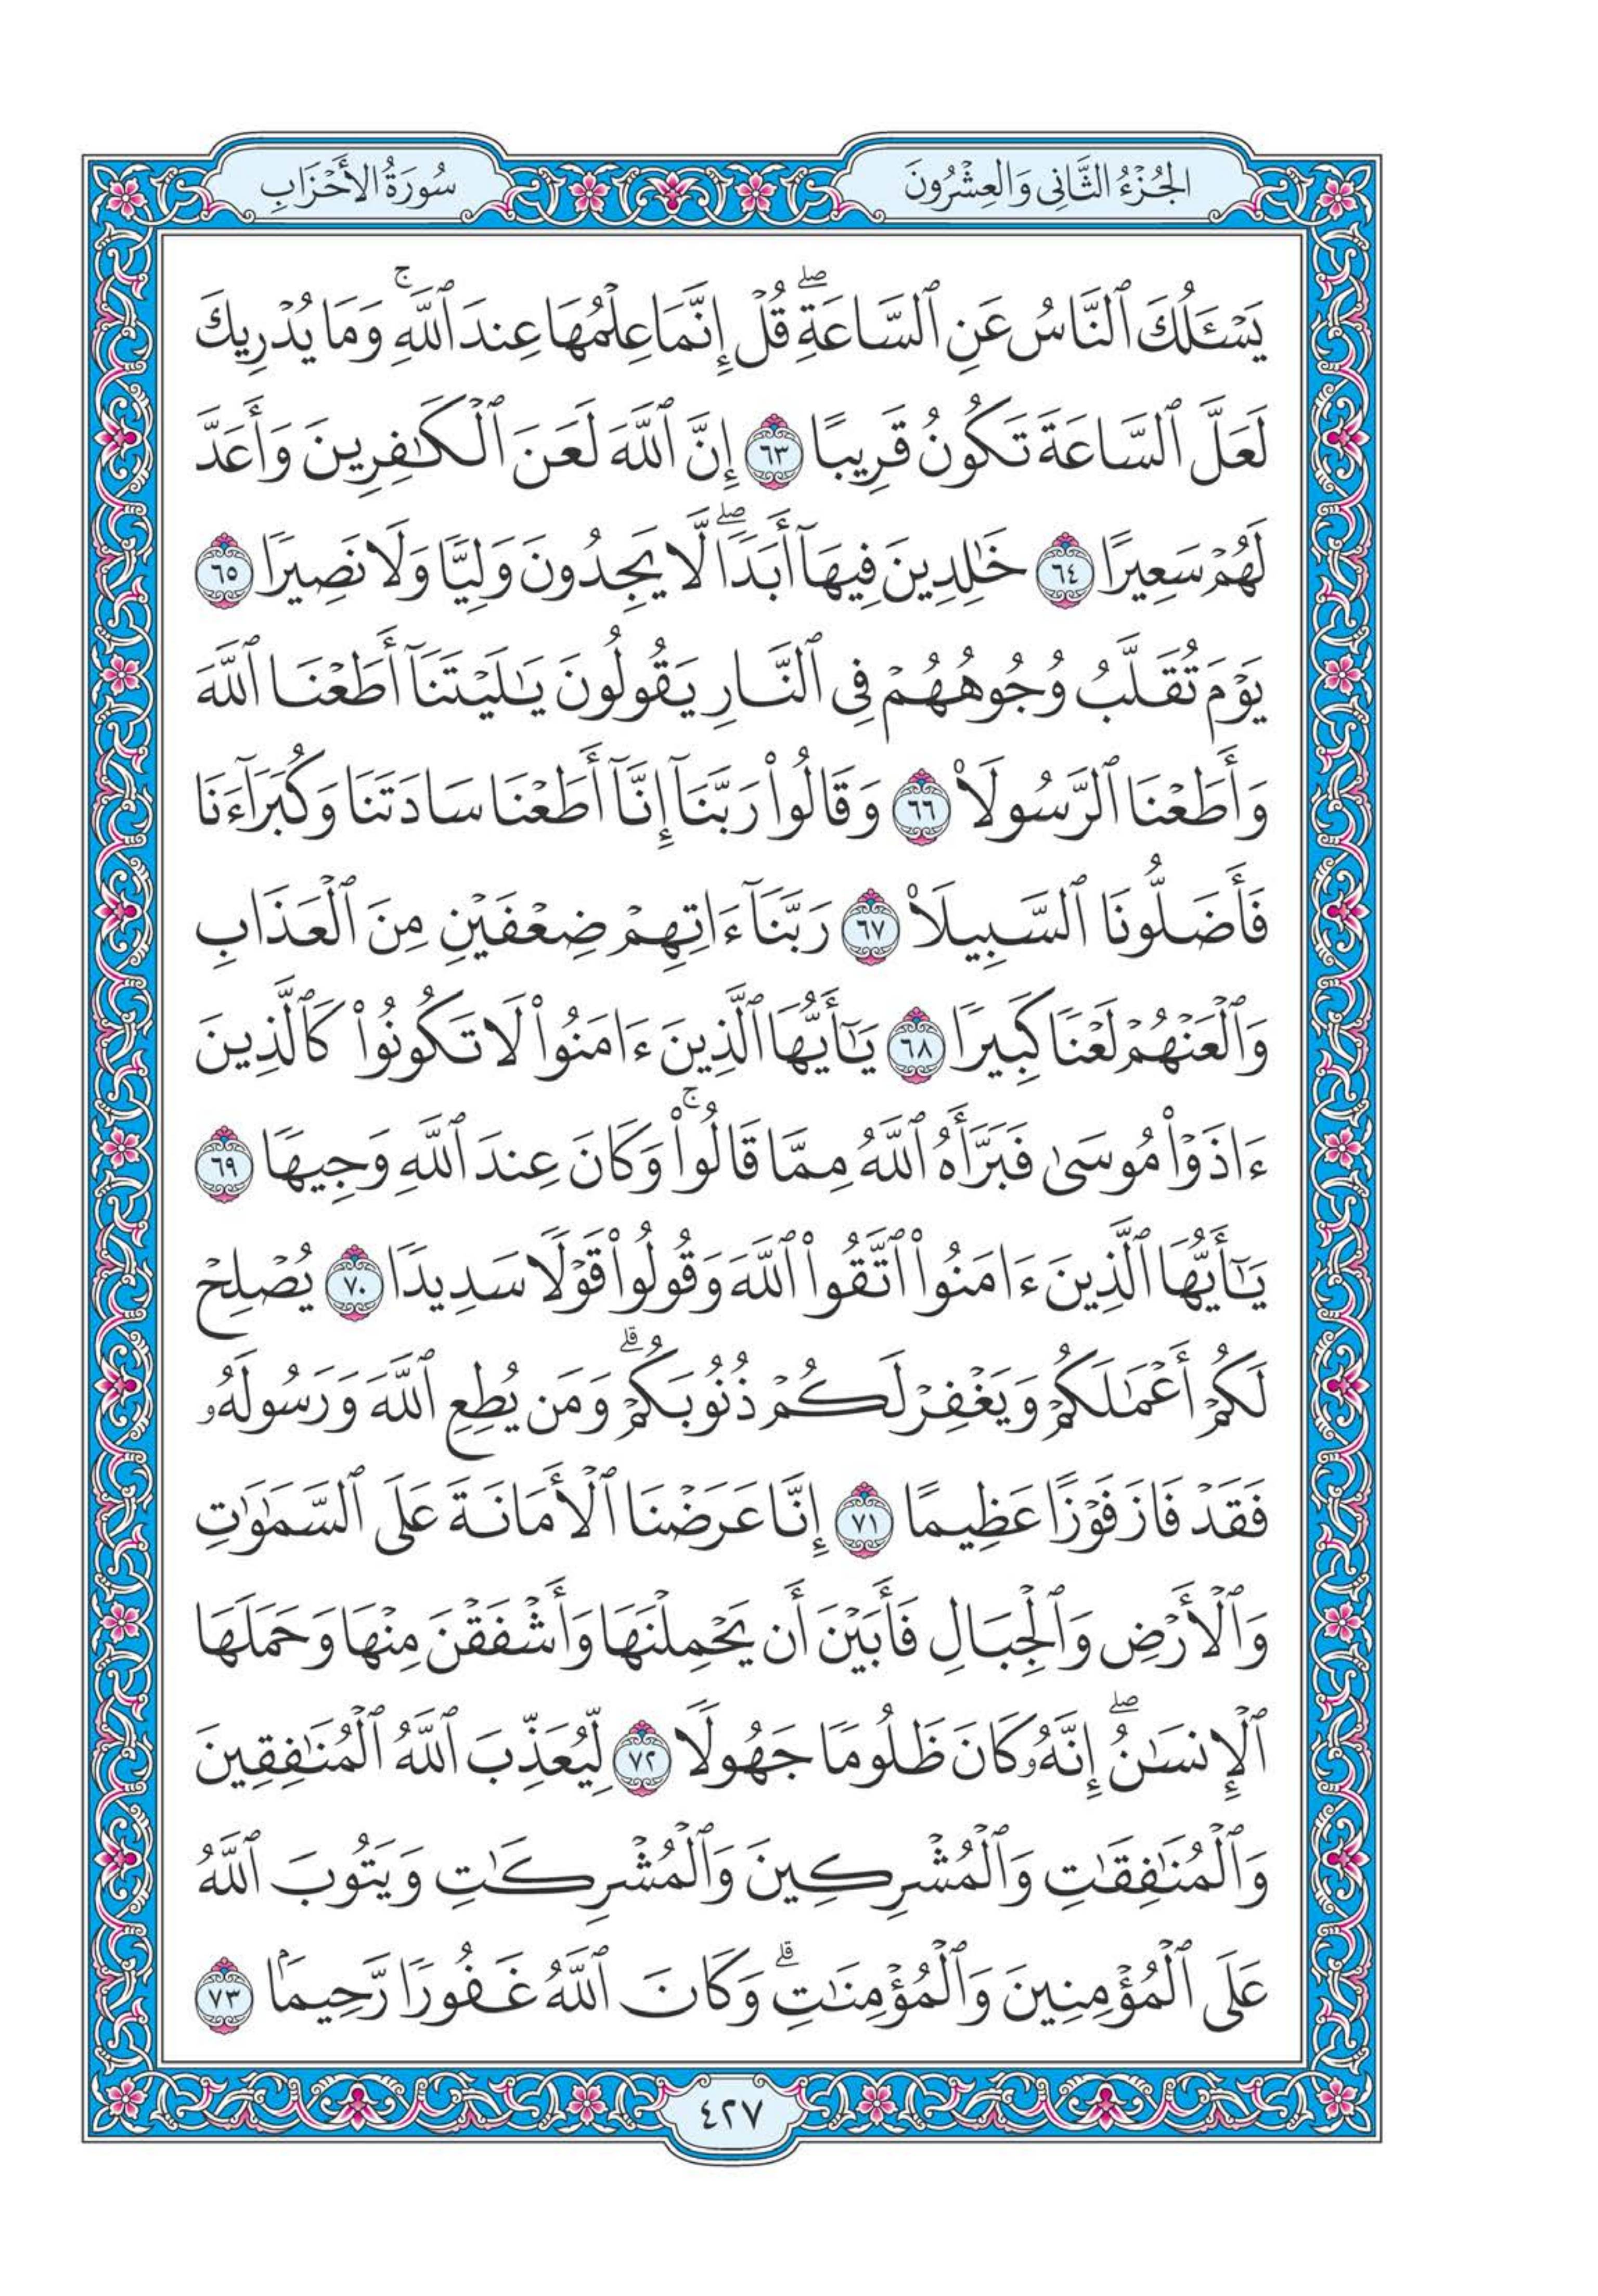 الجُزْءُ الثَّانِى وَالعِشْرُونَ
سُورَةُ الأَحْزَابِ
يَسْـَٔلُكَ ٱلنَّاسُ عَنِ ٱلسَّاعَةِۖ قُلْ إِنَّمَا عِلْمُهَا عِندَ ٱللَّهِۚ وَمَا يُدْرِيكَ
لَعَلَّ ٱلسَّاعَةَ تَكُونُ قَرِيبًا ٦٣ إِنَّ ٱللَّهَ لَعَنَ ٱلْكَـٰفِرِينَ وَأَعَدَّ
لَهُمْ سَعِيرًا ٦٤ خَـٰلِدِينَ فِيهَآ أَبَدًاۖ لَّا يَجِدُونَ وَلِيًّا وَلَا نَصِيرًا ٦٥
يَوْمَ تُقَلَّبُ وُجُوهُهُمْ فِى ٱلنَّارِ يَقُولُونَ يَـٰلَيْتَنَآ أَطَعْنَا ٱللَّهَ
وَأَطَعْنَا ٱلرَّسُولَا۠ ٦٦ وَقَالُوا۟ رَبَّنَآ إِنَّآ أَطَعْنَا سَادَتَنَا وَكُبَرَآءَنَا
فَأَضَلُّونَا ٱلسَّبِيلَا۠ ٦٧ رَبَّنَآ ءَاتِهِمْ ضِعْفَيْنِ مِنَ ٱلْعَذَابِ
وَٱلْعَنْهُمْ لَعْنًا كَبِيرًا ٦٨ يَـٰٓأَيُّهَا ٱلَّذِينَ ءَامَنُوا۟ لَا تَكُونُوا۟ كَٱلَّذِينَ
ءَاذَوْا۟ مُوسَىٰ فَبَرَّأَهُ ٱللَّهُ مِمَّا قَالُوا۟ۚ وَكَانَ عِندَ ٱللَّهِ وَجِيهًا ٦٩
يَـٰٓأَيُّهَا ٱلَّذِينَ ءَامَنُوا۟ ٱتَّقُوا۟ ٱللَّهَ وَقُولُوا۟ قَوْلًا سَدِيدًا ٧٠ يُصْلِحْ
لَكُمْ أَعْمَـٰلَكُمْ وَيَغْفِرْ لَكُمْ ذُنُوبَكُمْۗ وَمَن يُطِعِ ٱللَّهَ وَرَسُولَهُۥ
فَقَدْ فَازَ فَوْزًا عَظِيمًا ٧١ إِنَّا عَرَضْنَا ٱلْأَمَانَةَ عَلَى ٱلسَّمَـٰوَٰتِ
وَٱلْأَرْضِ وَٱلْجِبَالِ فَأَبَيْنَ أَن يَحْمِلْنَهَا وَأَشْفَقْنَ مِنْهَا وَحَمَلَهَا
ٱلْإِنسَـٰنُۖ إِنَّهُۥ كَانَ ظَلُومًا جَهُولًا ٧٢ لِّيُعَذِّبَ ٱللَّهُ ٱلْمُنَـٰفِقِينَ
وَٱلْمُنَـٰفِقَـٰتِ وَٱلْمُشْرِكِينَ وَٱلْمُشْرِكَـٰتِ وَيَتُوبَ ٱللَّهُ
عَلَى ٱلْمُؤْمِنِينَ وَٱلْمُؤْمِنَـٰتِۗ وَكَانَ ٱللَّهُ غَفُورًا رَّحِيمًۢا ٧٣
٤٢٧